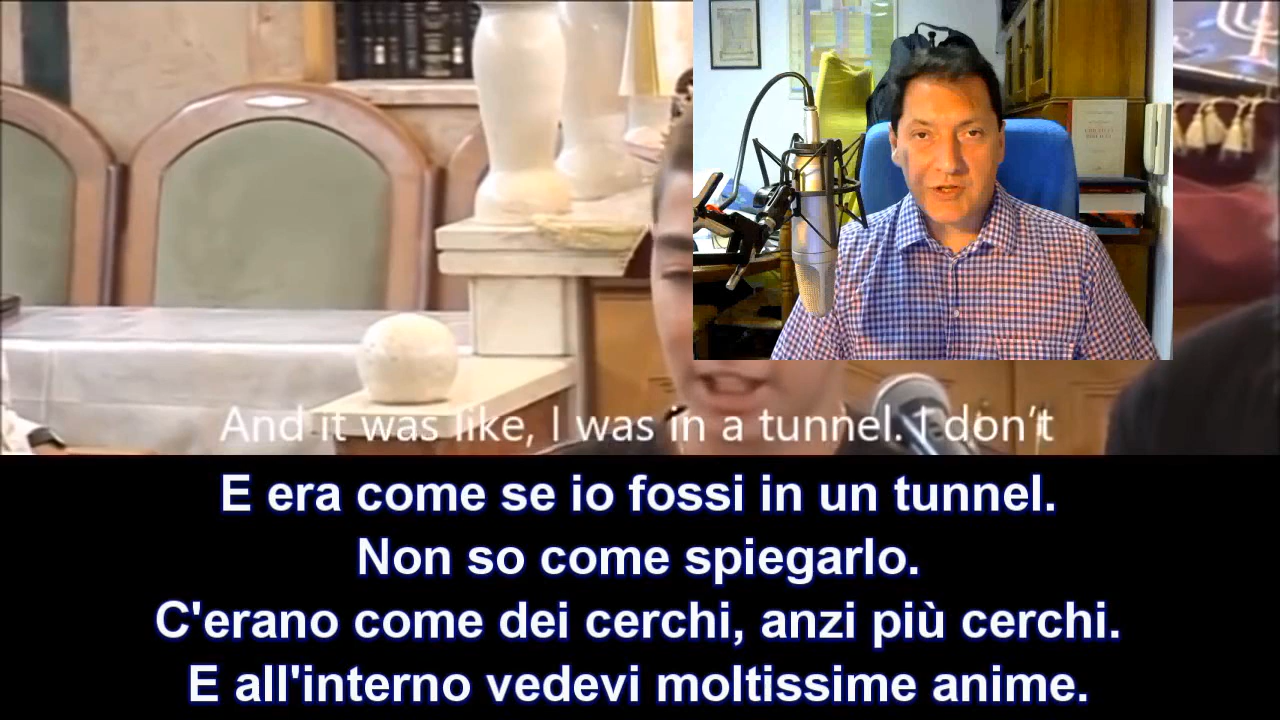 And it was like, I was in a tunnel. I don't
E era come se io fossi in un tunnel.
Non so come spiegarlo.
C'erano come dei cerchi, anzi più cerchi.
E all'interno vedevi moltissime anime.